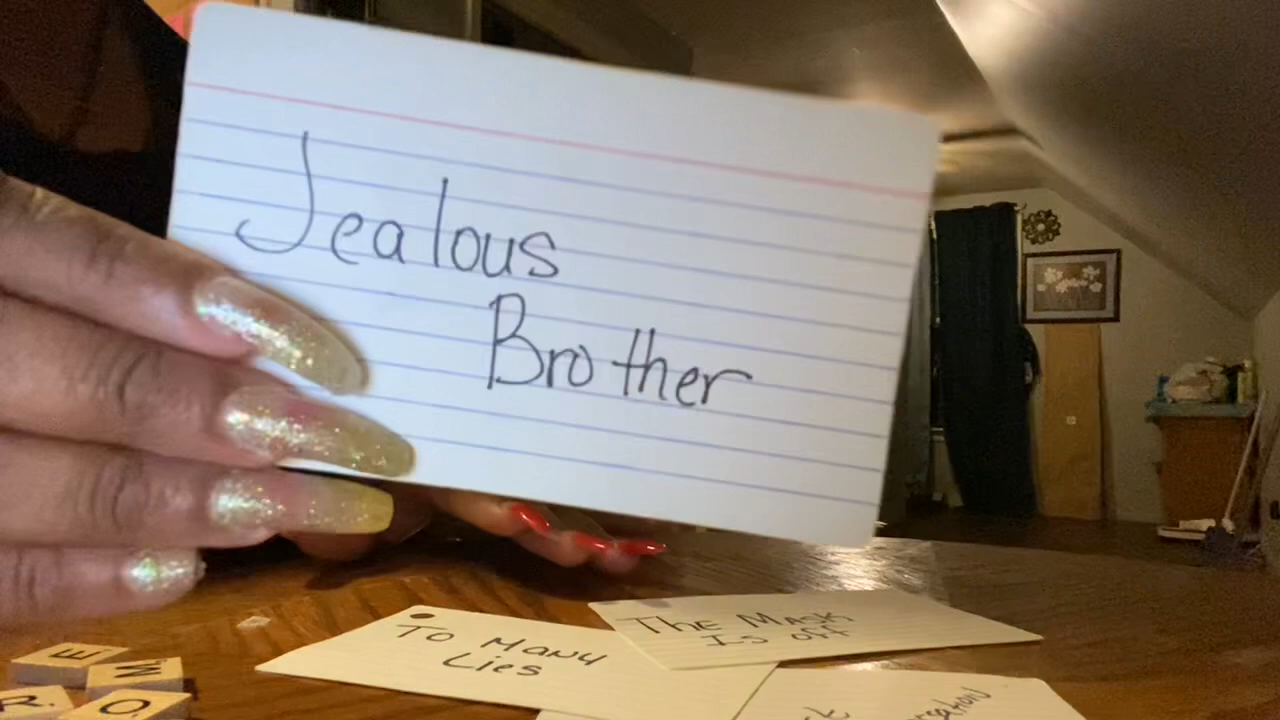 Jealous
Brother
To Many
Lies
The Mask
Is off
E
W
R
O